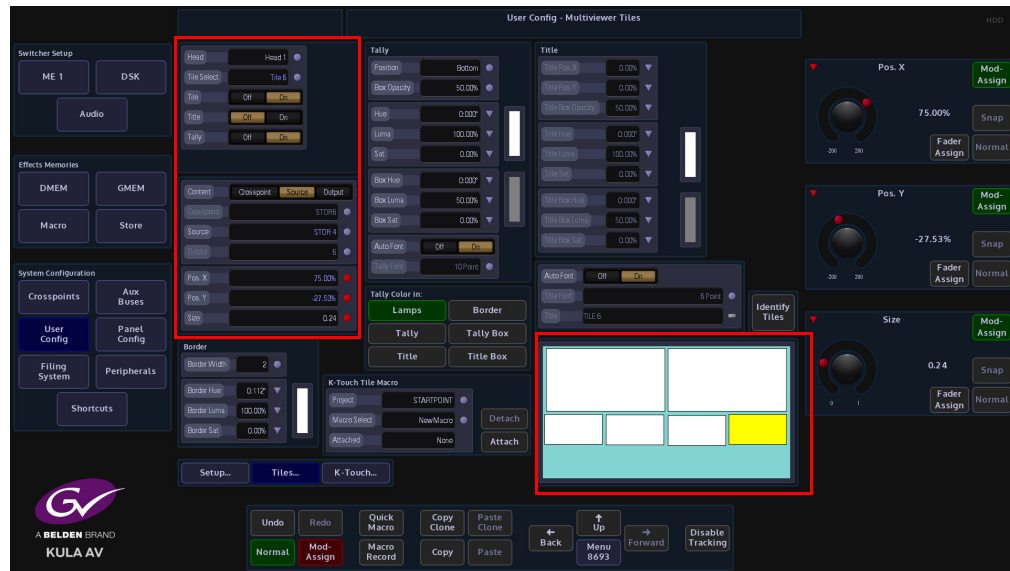 User Config - Multiviewer Tiles
HDD
Switcher Setup
ME 1
DSK
Audio
Effects Memories
DMEM
GMEM
Macro
Store
System Configuration
Crosspoints
Aux
Buses
User
Config
Panel
Config
Filing
System
Peripherals
Shortcuts
Head
Head 1
Tile Select
Tile 6
Tile
Off
On
Title
Off
On
Tally
Off
On
Content
Crosspoint
Source
Output
Crosspoint
STOR6
Source
STOR 4
Output
6
Pos. X
75.00%
Pos. Y
-27.53%
Size
0.24
Border
Border Width
2
Border Hue
0.112°
Border Luma
100.00%
Border Sat
0.00%
Tally
Position
Bottom
Box Opacity
50.00%
Hue
0.000°
Luma
100.00%
Sat
0.00%
Box Hue
0.000°
Box Luma
50.00%
Box Sat
0.00%
Auto Font
Off
On
Tally Font
10 Point
Tally Color in:
Lamps
Border
Tally
Tally Box
Title
Title Box
K-Touch Tile Macro
Project
STARTPOINT
Macro Select
NewMacro
Attached
None
Detach
Attach
Title
Title Pos. X
0.00%
Title Pos. Y
0.00%
Title Box Opacity
50.00%
Title Hue
0.000°
Title Luma
100.00%
Title Sat
0.00%
Title Box Hue
0.000°
Title Box Luma
50.00%
Title Box Sat
0.00%
Auto Font
Off
On
Title Font
6 Point
Title
TILE 6
Identify
Tiles
Pos. X
Mod-
Assign
75.00%
Snap
-200
200
Fader
Assign
Normal
Pos. Y
Mod-
Assign
-27.53%
Snap
-200
200
Fader
Assign
Normal
Size
Mod-
Assign
0.24
Snap
0
1
Fader
Assign
Normal
Setup...
Tiles...
K-Touch...
GV
A BELDEN BRAND
KULA AV
Undo
Redo
Quick
Macro
Copy
Clone
Paste
Clone
Normal
Mod-
Assign
Macro
Record
Copy
Paste
←
Back
↑
Up
Menu
8693
→
Forward
Disable
Tracking